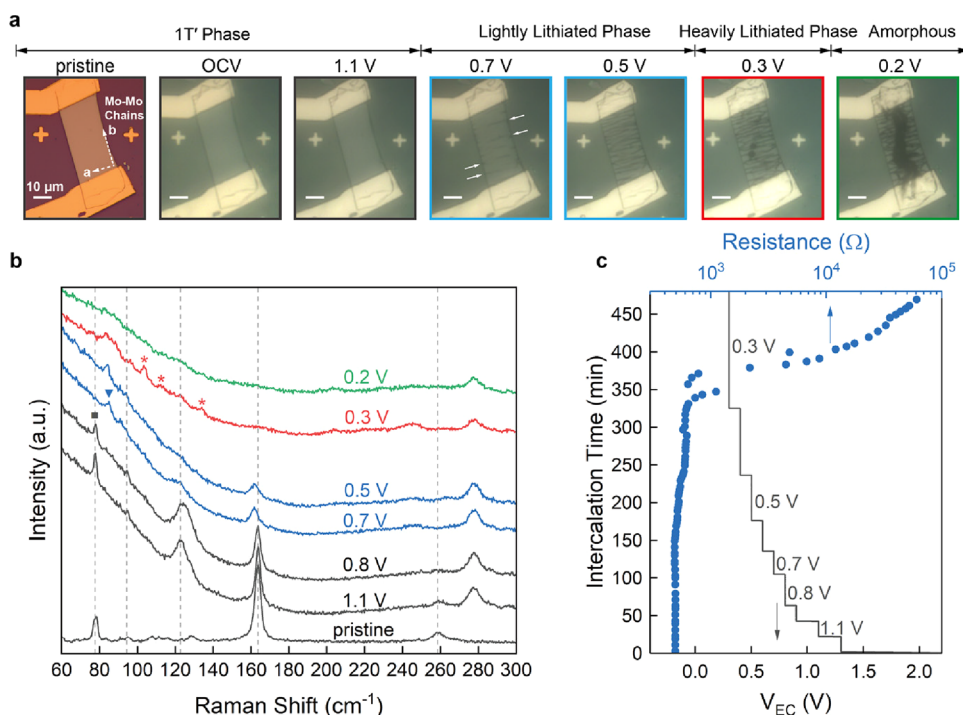 a
1T′ Phase
Lightly Lithiated Phase
Heavily Lithiated Phase
Amorphous
pristine
OCV
1.1 V
0.7 V
0.5 V
0.3 V
0.2 V
Mo-Mo
Chains
b
a
10 μm
b
Intensity (a.u.)
0.2 V
0.3 V
0.5 V
0.7 V
0.8 V
1.1 V
pristine
* * *
60 80 100 120 140 160 180 200 220 240 260 280 300
Raman Shift (cm⁻¹)
c
Resistance (Ω)
10³ 10⁴ 10⁵
Intercalation Time (min)
450
400
350
300
250
200
150
100
50
0
0.3 V
0.5 V
0.7 V
0.8 V
1.1 V
0.0 0.5 1.0 1.5 2.0
V_EC (V)